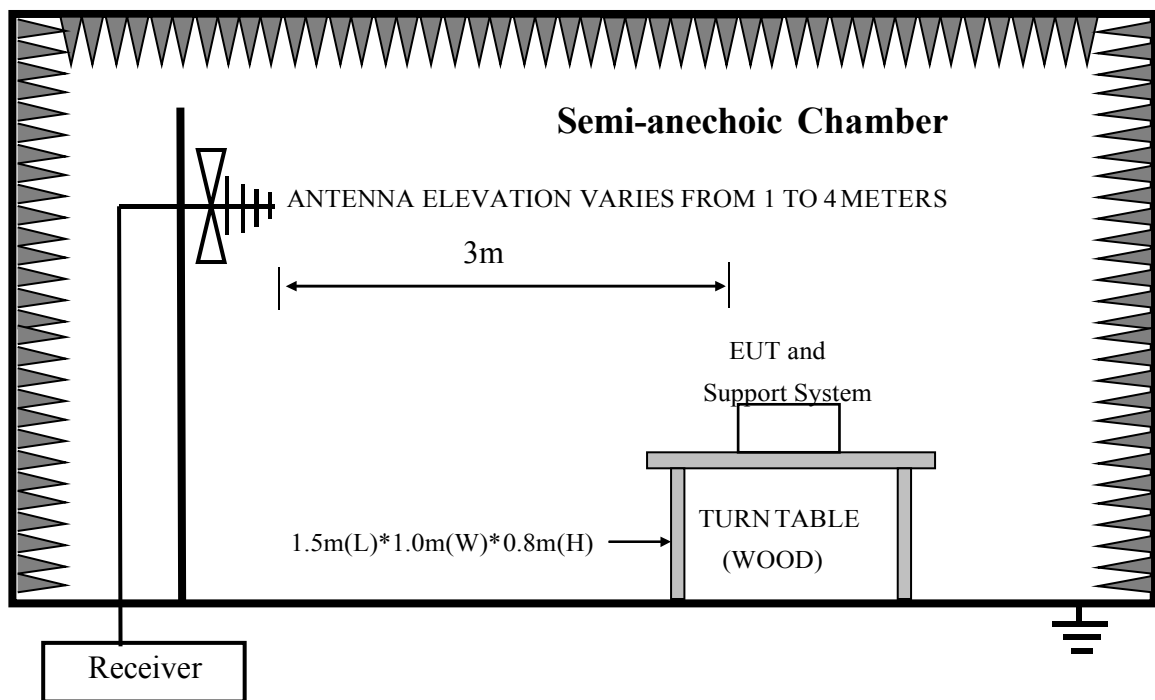 Semi-anechoic Chamber
ANTENNA ELEVATION VARIES FROM 1 TO 4 METERS
3m
EUT and
Support System
1.5m(L)*1.0m(W)*0.8m(H)
TURN TABLE
(WOOD)
Receiver